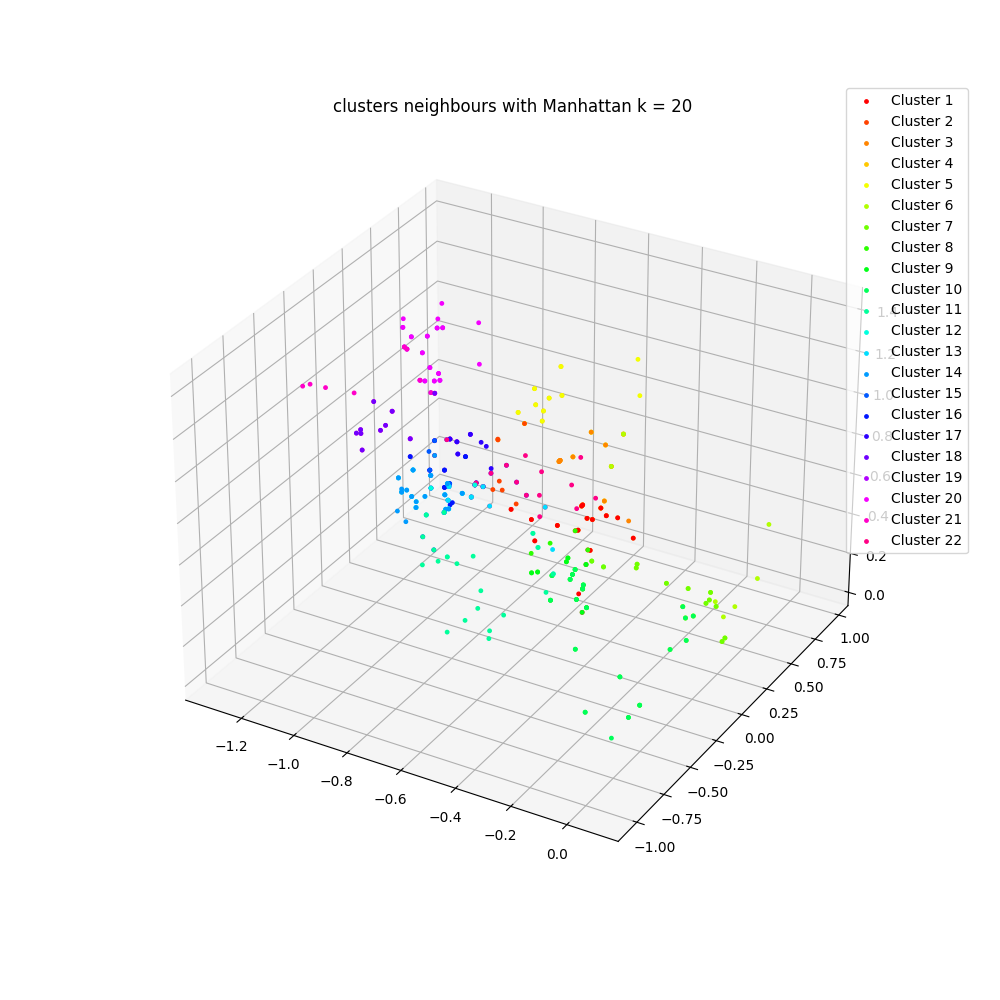 clusters neighbours with Manhattan k = 20
Cluster 1
Cluster 2
Cluster 3
Cluster 4
Cluster 5
Cluster 6
Cluster 7
Cluster 8
Cluster 9
Cluster 10
Cluster 11
Cluster 12
Cluster 13
Cluster 14
Cluster 15
Cluster 16
Cluster 17
Cluster 18
Cluster 19
Cluster 20
Cluster 21
Cluster 22
1.4
1.2
1.0
0.8
0.6
0.4
0.2
0.0
1.00
0.75
0.50
0.25
0.00
−0.25
−0.50
−0.75
−1.00
−1.2
−1.0
−0.8
−0.6
−0.4
−0.2
0.0